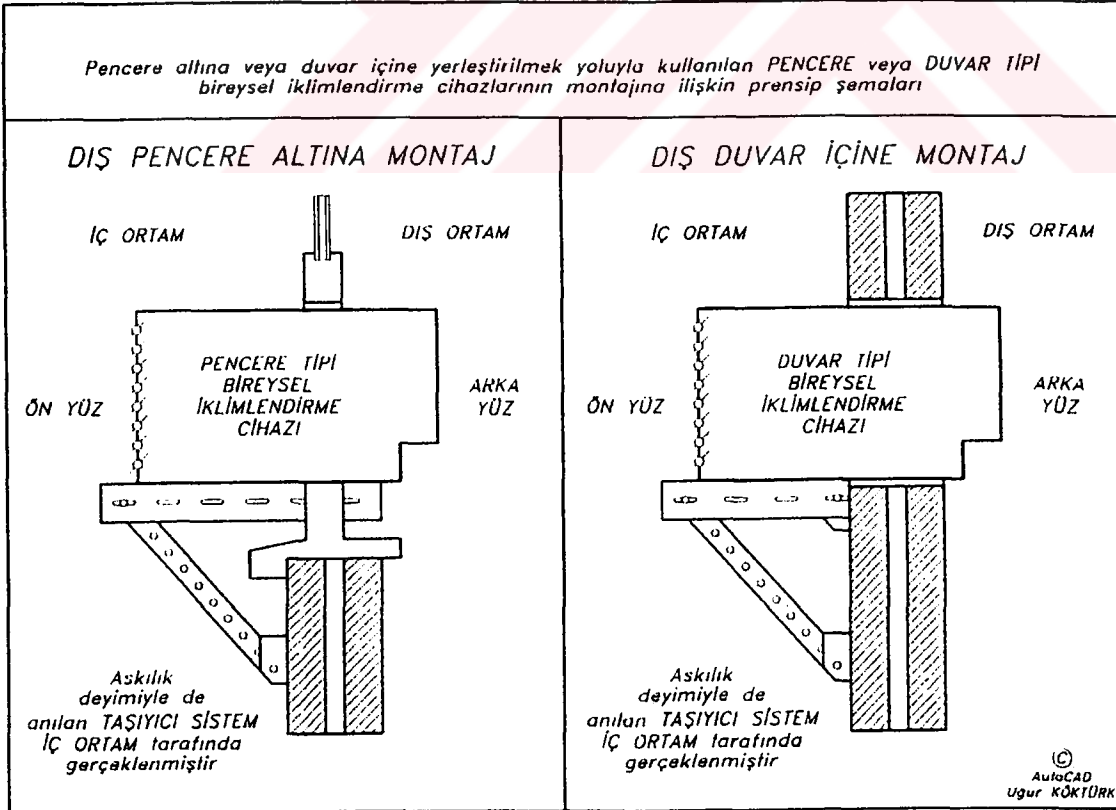 Pencere altına veya duvar içine yerleştirilmek yoluyla kullanılan PENCERE veya DUVAR TİPİ
bireysel iklimlendirme cihazlarının montajına ilişkin prensip şemaları
DIŞ PENCERE ALTINA MONTAJ
İÇ ORTAM
DIŞ ORTAM
PENCERE TİPİ
BİREYSEL
İKLİMLENDİRME
CİHAZI
ÖN YÜZ
ARKA
YÜZ
Askılık
deyimiyle de
anılan TAŞIYICI SİSTEM
İÇ ORTAM tarafında
gerçeklenmiştir
DIŞ DUVAR İÇİNE MONTAJ
İÇ ORTAM
DIŞ ORTAM
DUVAR TİPİ
BİREYSEL
İKLİMLENDİRME
CİHAZI
ÖN YÜZ
ARKA
YÜZ
Askılık
deyimiyle de
anılan TAŞIYICI SİSTEM
İÇ ORTAM tarafında
gerçeklenmiştir
©
AutoCAD
Uğur KÖKTÜRK